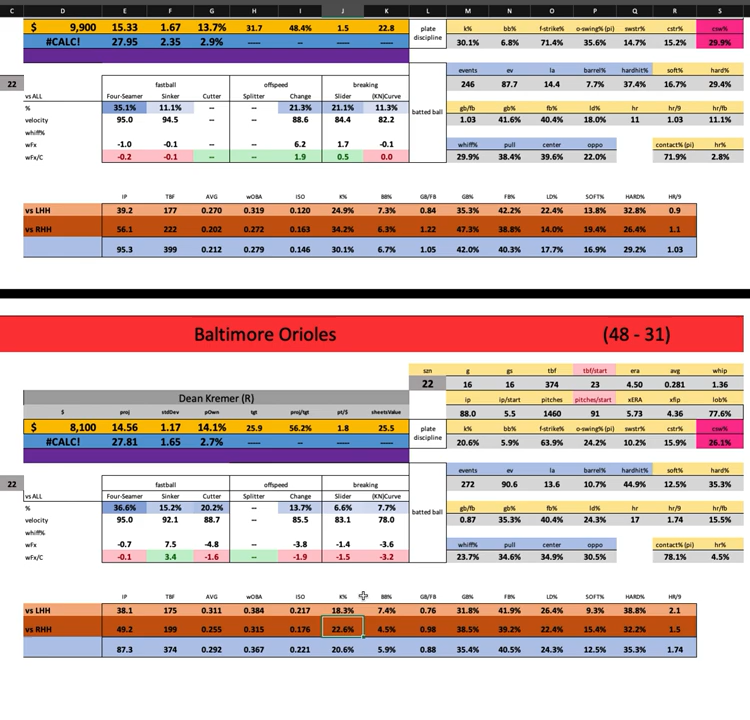 C D E F G H I J K L M N O P Q R S
$ 9,900 15.33 1.67 13.7% 31.7 48.4% 1.5 22.8 plate discipline k% bb% f-strike% o-swing% (pi) swstr% cstr% csw%
#CALC! 27.95 2.35 2.9% ---- -- ---- ---- 30.1% 6.8% 71.4% 35.6% 14.7% 15.2% 29.9%
events ev la barrel% hardhit% soft% hard%
22 fastball offspeed breaking 246 87.7 14.4 7.7% 37.4% 16.7% 29.4%
vs ALL Four-Seamer Sinker Cutter Splitter Change Slider (KN)Curve
% 35.1% 11.1% -- -- 21.3% 21.1% 11.3% batted ball gb/fb gb% fb% ld% hr hr/9 hr/fb
velocity 95.0 94.5 -- -- 88.6 84.4 82.2 1.03 41.6% 40.4% 18.0% 11 1.03 11.1%
whiff%
wFx -1.0 -0.1 6.2 1.7 -0.1 whiff% pull center oppo contact% (pi) hr%
wFx/C -0.2 -0.1 -- -- 1.9 0.5 0.0 29.9% 38.4% 39.6% 22.0% 71.9% 2.8%
IP TBF AVG wOBA ISO K% BB% GB/FB GB% FB% LD% SOFT% HARD% HR/9
vs LHH 39.2 177 0.270 0.319 0.120 24.9% 7.3% 0.84 35.3% 42.2% 22.4% 13.8% 32.8% 0.9
vs RHH 56.1 222 0.202 0.272 0.163 34.2% 6.3% 1.22 47.3% 38.8% 14.0% 19.4% 26.4% 1.1
95.3 399 0.212 0.279 0.146 30.1% 6.7% 1.05 42.0% 40.3% 17.7% 16.9% 29.2% 1.03
Baltimore Orioles (48 - 31)
szn g gs tbf tbf/start era avg whip
22 16 16 374 23 4.50 0.281 1.36
Dean Kremer (R) ip ip/start pitches pitches/start xERA xfip lob%
$ proj stdDev pOwn tgt proj/tgt pt/$ sheetsValue 88.0 5.5 1460 91 5.73 4.36 77.6%
$ 8,100 14.56 1.17 14.1% 25.9 56.2% 1.8 25.5 plate discipline k% bb% f-strike% o-swing% (pi) swstr% cstr% csw%
#CALC! 27.81 1.65 2.7% ---- -- ---- ---- 20.6% 5.9% 63.9% 24.2% 10.2% 15.9% 26.1%
events ev la barrel% hardhit% soft% hard%
22 fastball offspeed breaking 272 90.6 13.6 10.7% 44.9% 12.5% 35.3%
vs ALL Four-Seamer Sinker Cutter Splitter Change Slider (KN)Curve
% 36.6% 15.2% 20.2% -- 13.7% 6.6% 7.7% batted ball gb/fb gb% fb% ld% hr hr/9 hr/fb
velocity 95.0 92.1 88.7 -- 85.5 83.1 78.0 0.87 35.3% 40.4% 24.3% 17 1.74 15.5%
whiff%
wFx -0.7 7.5 -4.8 -3.8 -1.4 -3.6 whiff% pull center oppo contact% (pi) hr%
wFx/C -0.1 3.4 -1.6 -- -1.9 -1.5 -3.2 23.7% 34.6% 34.9% 30.5% 78.1% 4.5%
IP TBF AVG wOBA ISO K% BB% GB/FB GB% FB% LD% SOFT% HARD% HR/9
vs LHH 38.1 175 0.311 0.384 0.217 18.3% 7.4% 0.76 31.8% 41.9% 26.4% 9.3% 38.8% 2.1
vs RHH 49.2 199 0.255 0.315 0.176 22.6% 4.5% 0.98 38.5% 39.2% 22.4% 15.4% 32.2% 1.5
87.3 374 0.292 0.367 0.221 20.6% 5.9% 0.88 35.4% 40.5% 24.3% 12.5% 35.3% 1.74